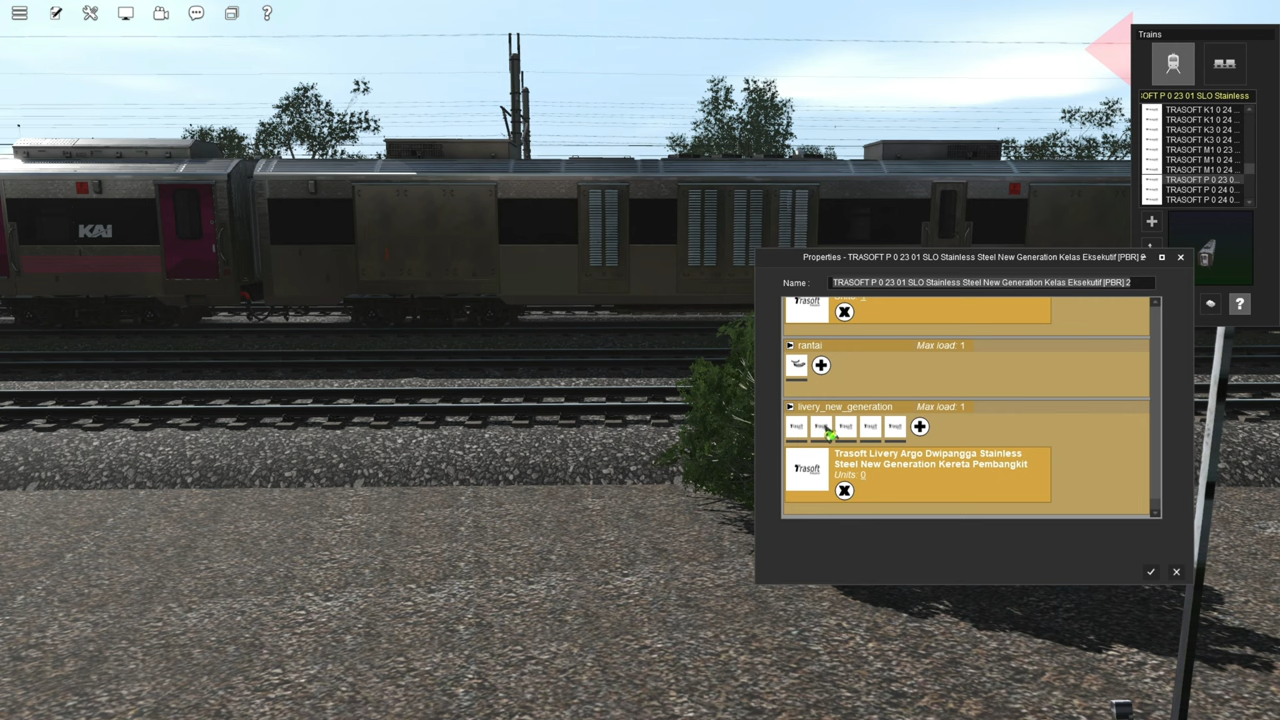 Trains
SOFT P 0 23 01 SLO Stainless
TRASOFT K1 0 24 ...
TRASOFT K1 0 24 ...
TRASOFT K3 0 24 ...
TRASOFT K3 0 24 ...
TRASOFT M1 0 23 ...
TRASOFT M1 0 24 ...
TRASOFT M1 0 24 ...
TRASOFT P 0 23 0...
TRASOFT P 0 24 0...
TRASOFT P 0 24 0...
KAI
Properties - TRASOFT P 0 23 01 SLO Stainless Steel New Generation Kelas Eksekutif [PBR]
Name :
TRASOFT P 0 23 01 SLO Stainless Steel New Generation Kelas Eksekutif [PBR] 2
Trasoft
rantai
Max load: 1
livery_new_generation
Max load: 1
Trasoft
Trasoft Livery Argo Dwipangga Stainless
Steel New Generation Kereta Pembangkit
Units: 0